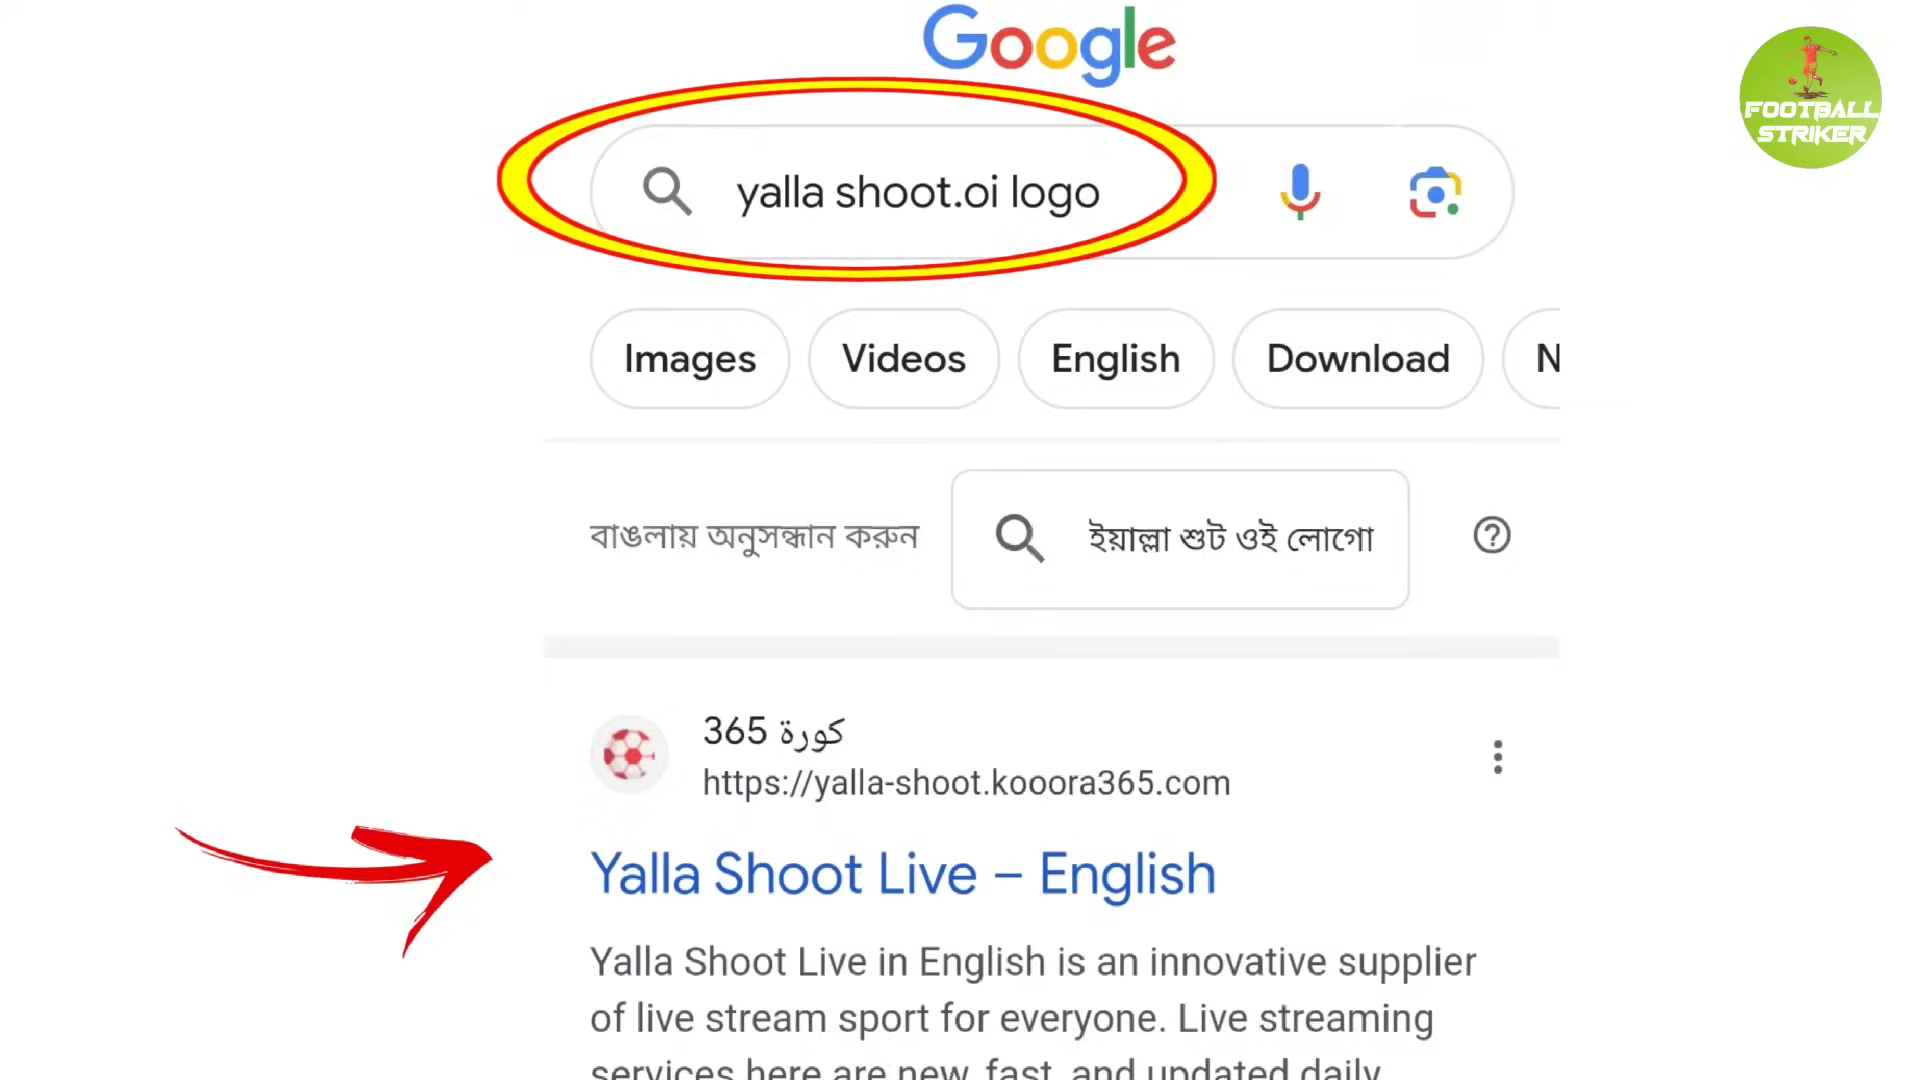 Google
FOOTBALL
STRIKER
yalla shoot.oi logo
Images Videos English Download N
বাঙলায় অনুসন্ধান করুন ইয়াল্লা শুট ওই লোগো
كورة 365
https://yalla-shoot.kooora365.com
Yalla Shoot Live – English
Yalla Shoot Live in English is an innovative supplier
of live stream sport for everyone. Live streaming
services here are new, fast, and updated daily